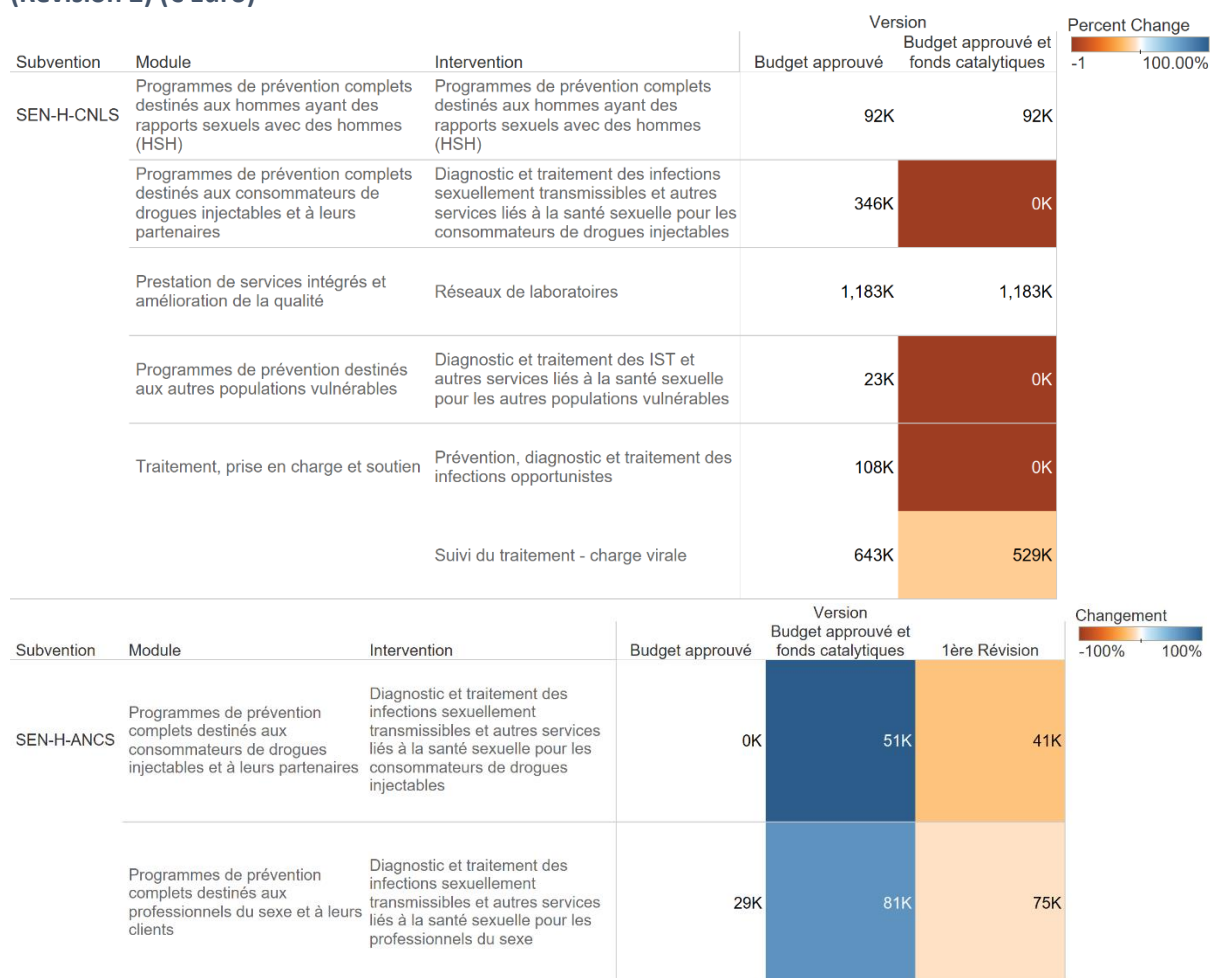 (Révision 2) (€ Euro)
Version
Percent Change
Subvention Module Intervention Budget approuvé Budget approuvé et
fonds catalytiques
-1 100.00%
SEN-H-CNLS
Programmes de prévention complets
destinés aux hommes ayant des
rapports sexuels avec des hommes
(HSH)
Programmes de prévention complets
destinés aux hommes ayant des
rapports sexuels avec des hommes
(HSH)
92K 92K
Programmes de prévention complets
destinés aux consommateurs de
drogues injectables et à leurs
partenaires
Diagnostic et traitement des infections
sexuellement transmissibles et autres
services liés à la santé sexuelle pour les
consommateurs de drogues injectables
346K 0K
Prestation de services intégrés et
amélioration de la qualité
Réseaux de laboratoires
1,183K 1,183K
Programmes de prévention destinés
aux autres populations vulnérables
Diagnostic et traitement des IST et
autres services liés à la santé sexuelle
pour les autres populations vulnérables
23K 0K
Traitement, prise en charge et soutien
Prévention, diagnostic et traitement des
infections opportunistes
108K 0K
Suivi du traitement - charge virale
643K 529K
Version
Changement
Subvention Module Intervention Budget approuvé Budget approuvé et
fonds catalytiques
1ère Révision
-100% 100%
SEN-H-ANCS
Programmes de prévention
complets destinés aux
consommateurs de drogues
injectables et à leurs partenaires
Diagnostic et traitement des
infections sexuellement
transmissibles et autres services
liés à la santé sexuelle pour les
consommateurs de drogues
injectables
0K 51K 41K
Programmes de prévention
complets destinés aux
professionnels du sexe et à leurs
clients
Diagnostic et traitement des
infections sexuellement
transmissibles et autres services
liés à la santé sexuelle pour les
professionnels du sexe
29K 81K 75K